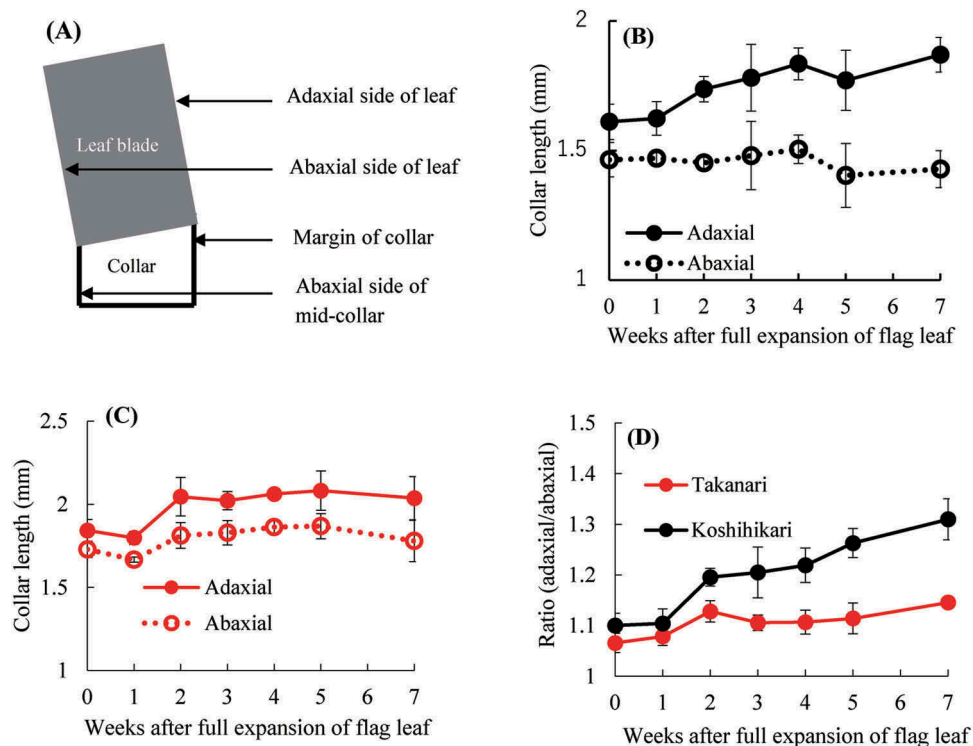 (A)
Adaxial side of leaf
Leaf blade
Abaxial side of leaf
Margin of collar
Collar
Abaxial side of
mid-collar
(B)
Collar length (mm)
2
1.5
1
Adaxial
Abaxial
0 1 2 3 4 5 7
Weeks after full expansion of flag leaf
(C)
Collar length (mm)
2.5
2
1.5
1
Adaxial
Abaxial
0 1 2 3 4 5 7
Weeks after full expansion of flag leaf
(D)
Ratio (adaxial/abaxial)
1.5
1.4
1.3
1.2
1.1
1
Takanari
Koshihikari
0 1 2 3 4 5 7
Weeks after full expansion of flag leaf